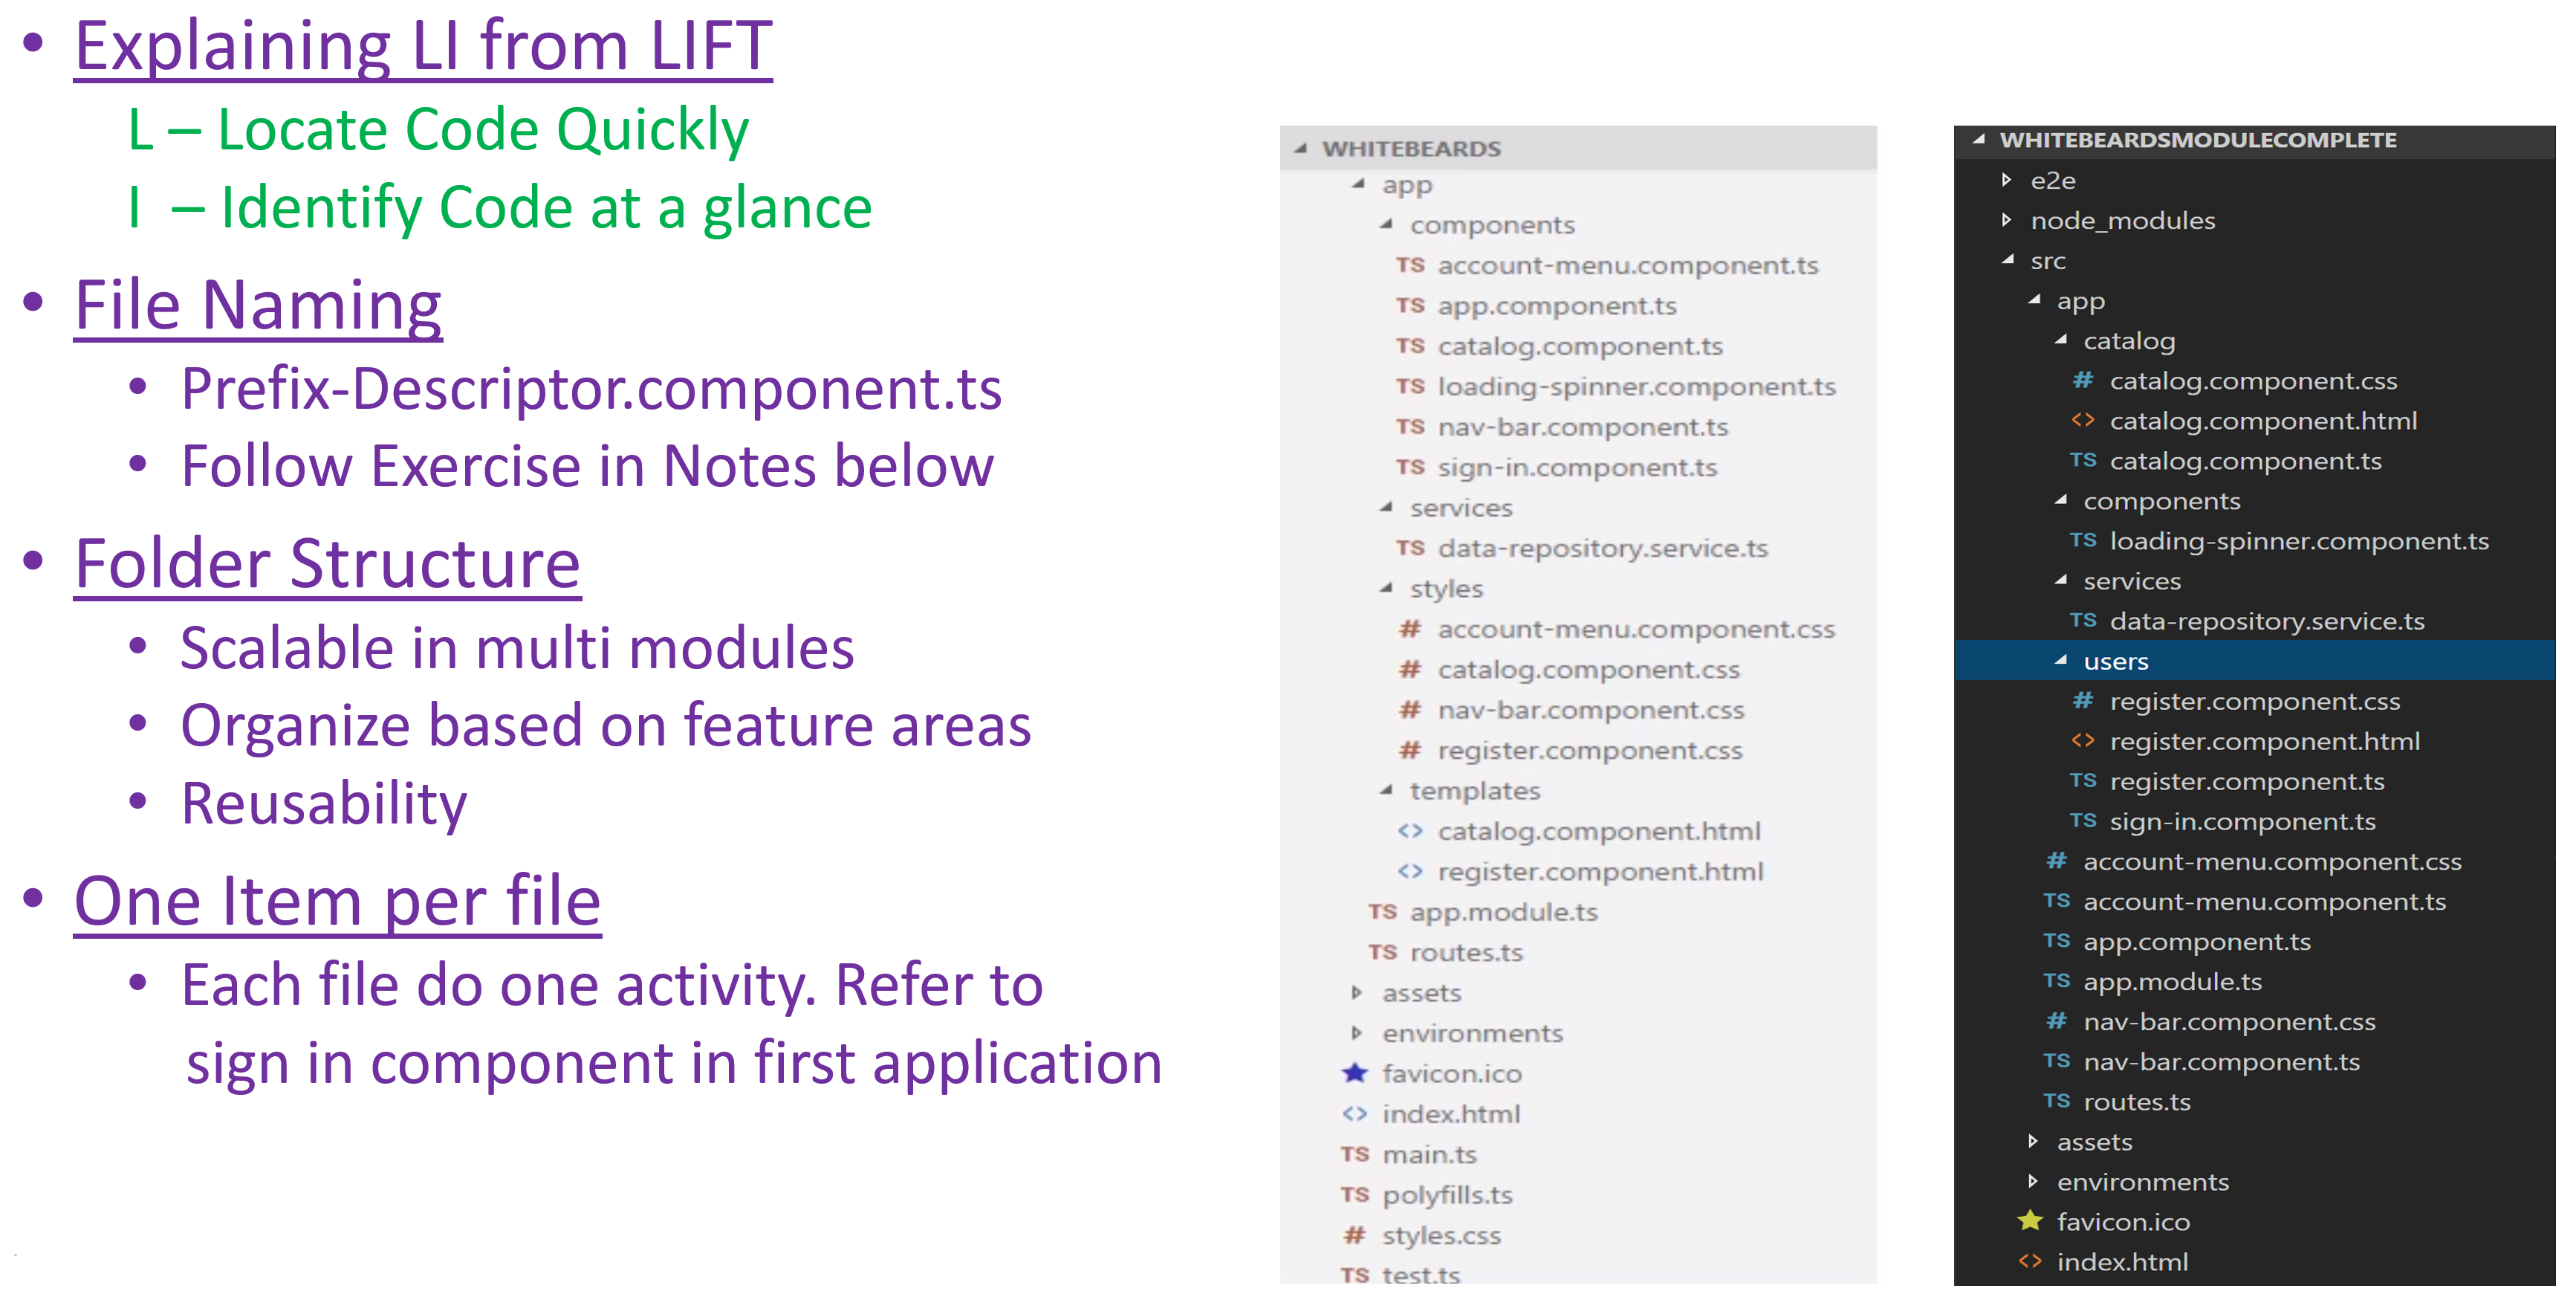 • Explaining LI from LIFT
L – Locate Code Quickly
I – Identify Code at a glance
• File Naming
• Prefix-Descriptor.component.ts
• Follow Exercise in Notes below
• Folder Structure
• Scalable in multi modules
• Organize based on feature areas
• Reusability
• One Item per file
• Each file do one activity. Refer to
sign in component in first application
WHITEBEARDS
app
components
TS account-menu.component.ts
TS app.component.ts
TS catalog.component.ts
TS loading-spinner.component.ts
TS nav-bar.component.ts
TS sign-in.component.ts
services
TS data-repository.service.ts
styles
# account-menu.component.css
# catalog.component.css
# nav-bar.component.css
# register.component.css
templates
<> catalog.component.html
<> register.component.html
TS app.module.ts
TS routes.ts
assets
environments
favicon.ico
<> index.html
TS main.ts
TS polyfills.ts
# styles.css
TS test.ts
WHITEBEARDSMODULECOMPLETE
e2e
node_modules
src
app
catalog
# catalog.component.css
<> catalog.component.html
TS catalog.component.ts
components
TS loading-spinner.component.ts
services
TS data-repository.service.ts
users
# register.component.css
<> register.component.html
TS register.component.ts
TS sign-in.component.ts
# account-menu.component.css
TS account-menu.component.ts
TS app.component.ts
TS app.module.ts
# nav-bar.component.css
TS nav-bar.component.ts
TS routes.ts
assets
environments
favicon.ico
<> index.html